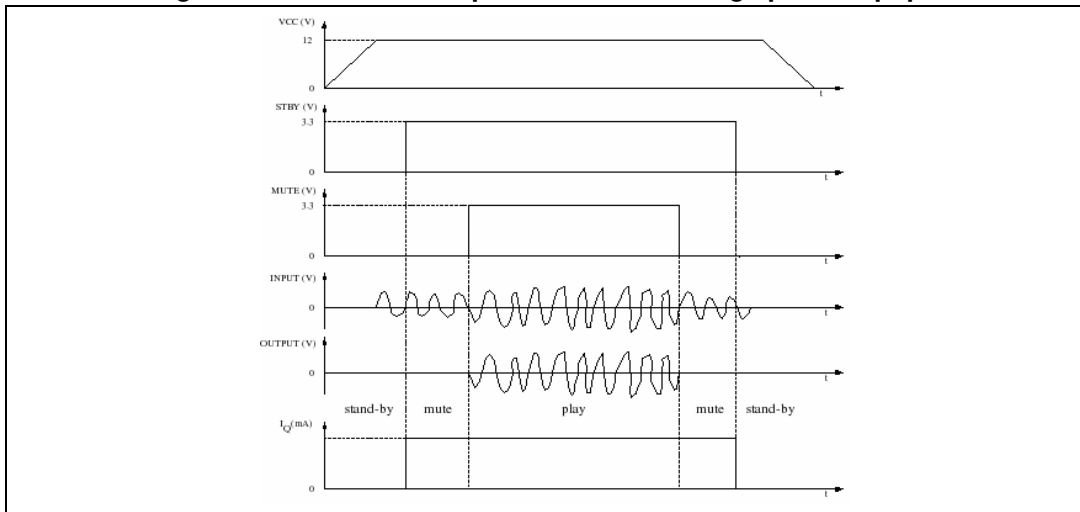 VCC (V)
12
0
t
STBY (V)
3.3
0
t
MUTE (V)
3.3
0
t
INPUT (V)
0
t
OUTPUT (V)
0
t
stand-by mute play mute stand-by
IQ(mA)
0
t